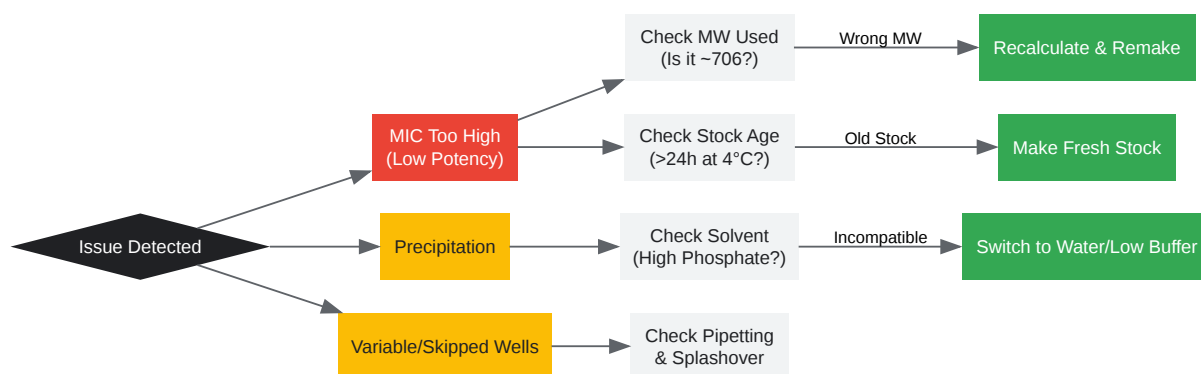 Check MW Used
(Is it ~706?)
Wrong MW
Recalculate & Remake
MIC Too High
(Low Potency)
Check Stock Age
(>24h at 4°C?)
Old Stock
Make Fresh Stock
Issue Detected
Precipitation
Check Solvent
(High Phosphate?)
Incompatible
Switch to Water/Low Buffer
Variable/Skipped Wells
Check Pipetting
& Splashover